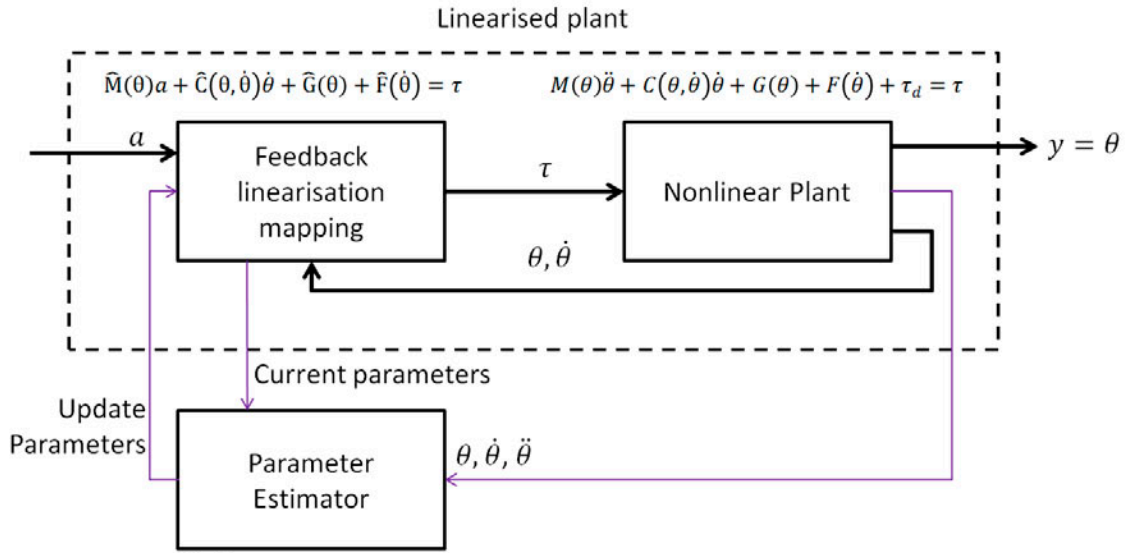 Linearised plant
M̂(θ)a + Ĉ(θ,θ̇)θ̇ + Ĝ(θ) + F̂(θ̇) = τ
M(θ)θ̈ + C(θ,θ̇)θ̇ + G(θ) + F(θ̇) + τ_d = τ
a
Feedback
linearisation
mapping
τ
Nonlinear Plant
y = θ
θ, θ̇
Current parameters
Update
Parameters
Parameter
Estimator
θ, θ̇, θ̈